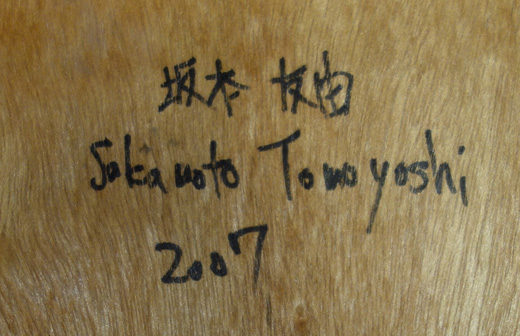 坂本 友由
Sakamoto Tomoyoshi
2007